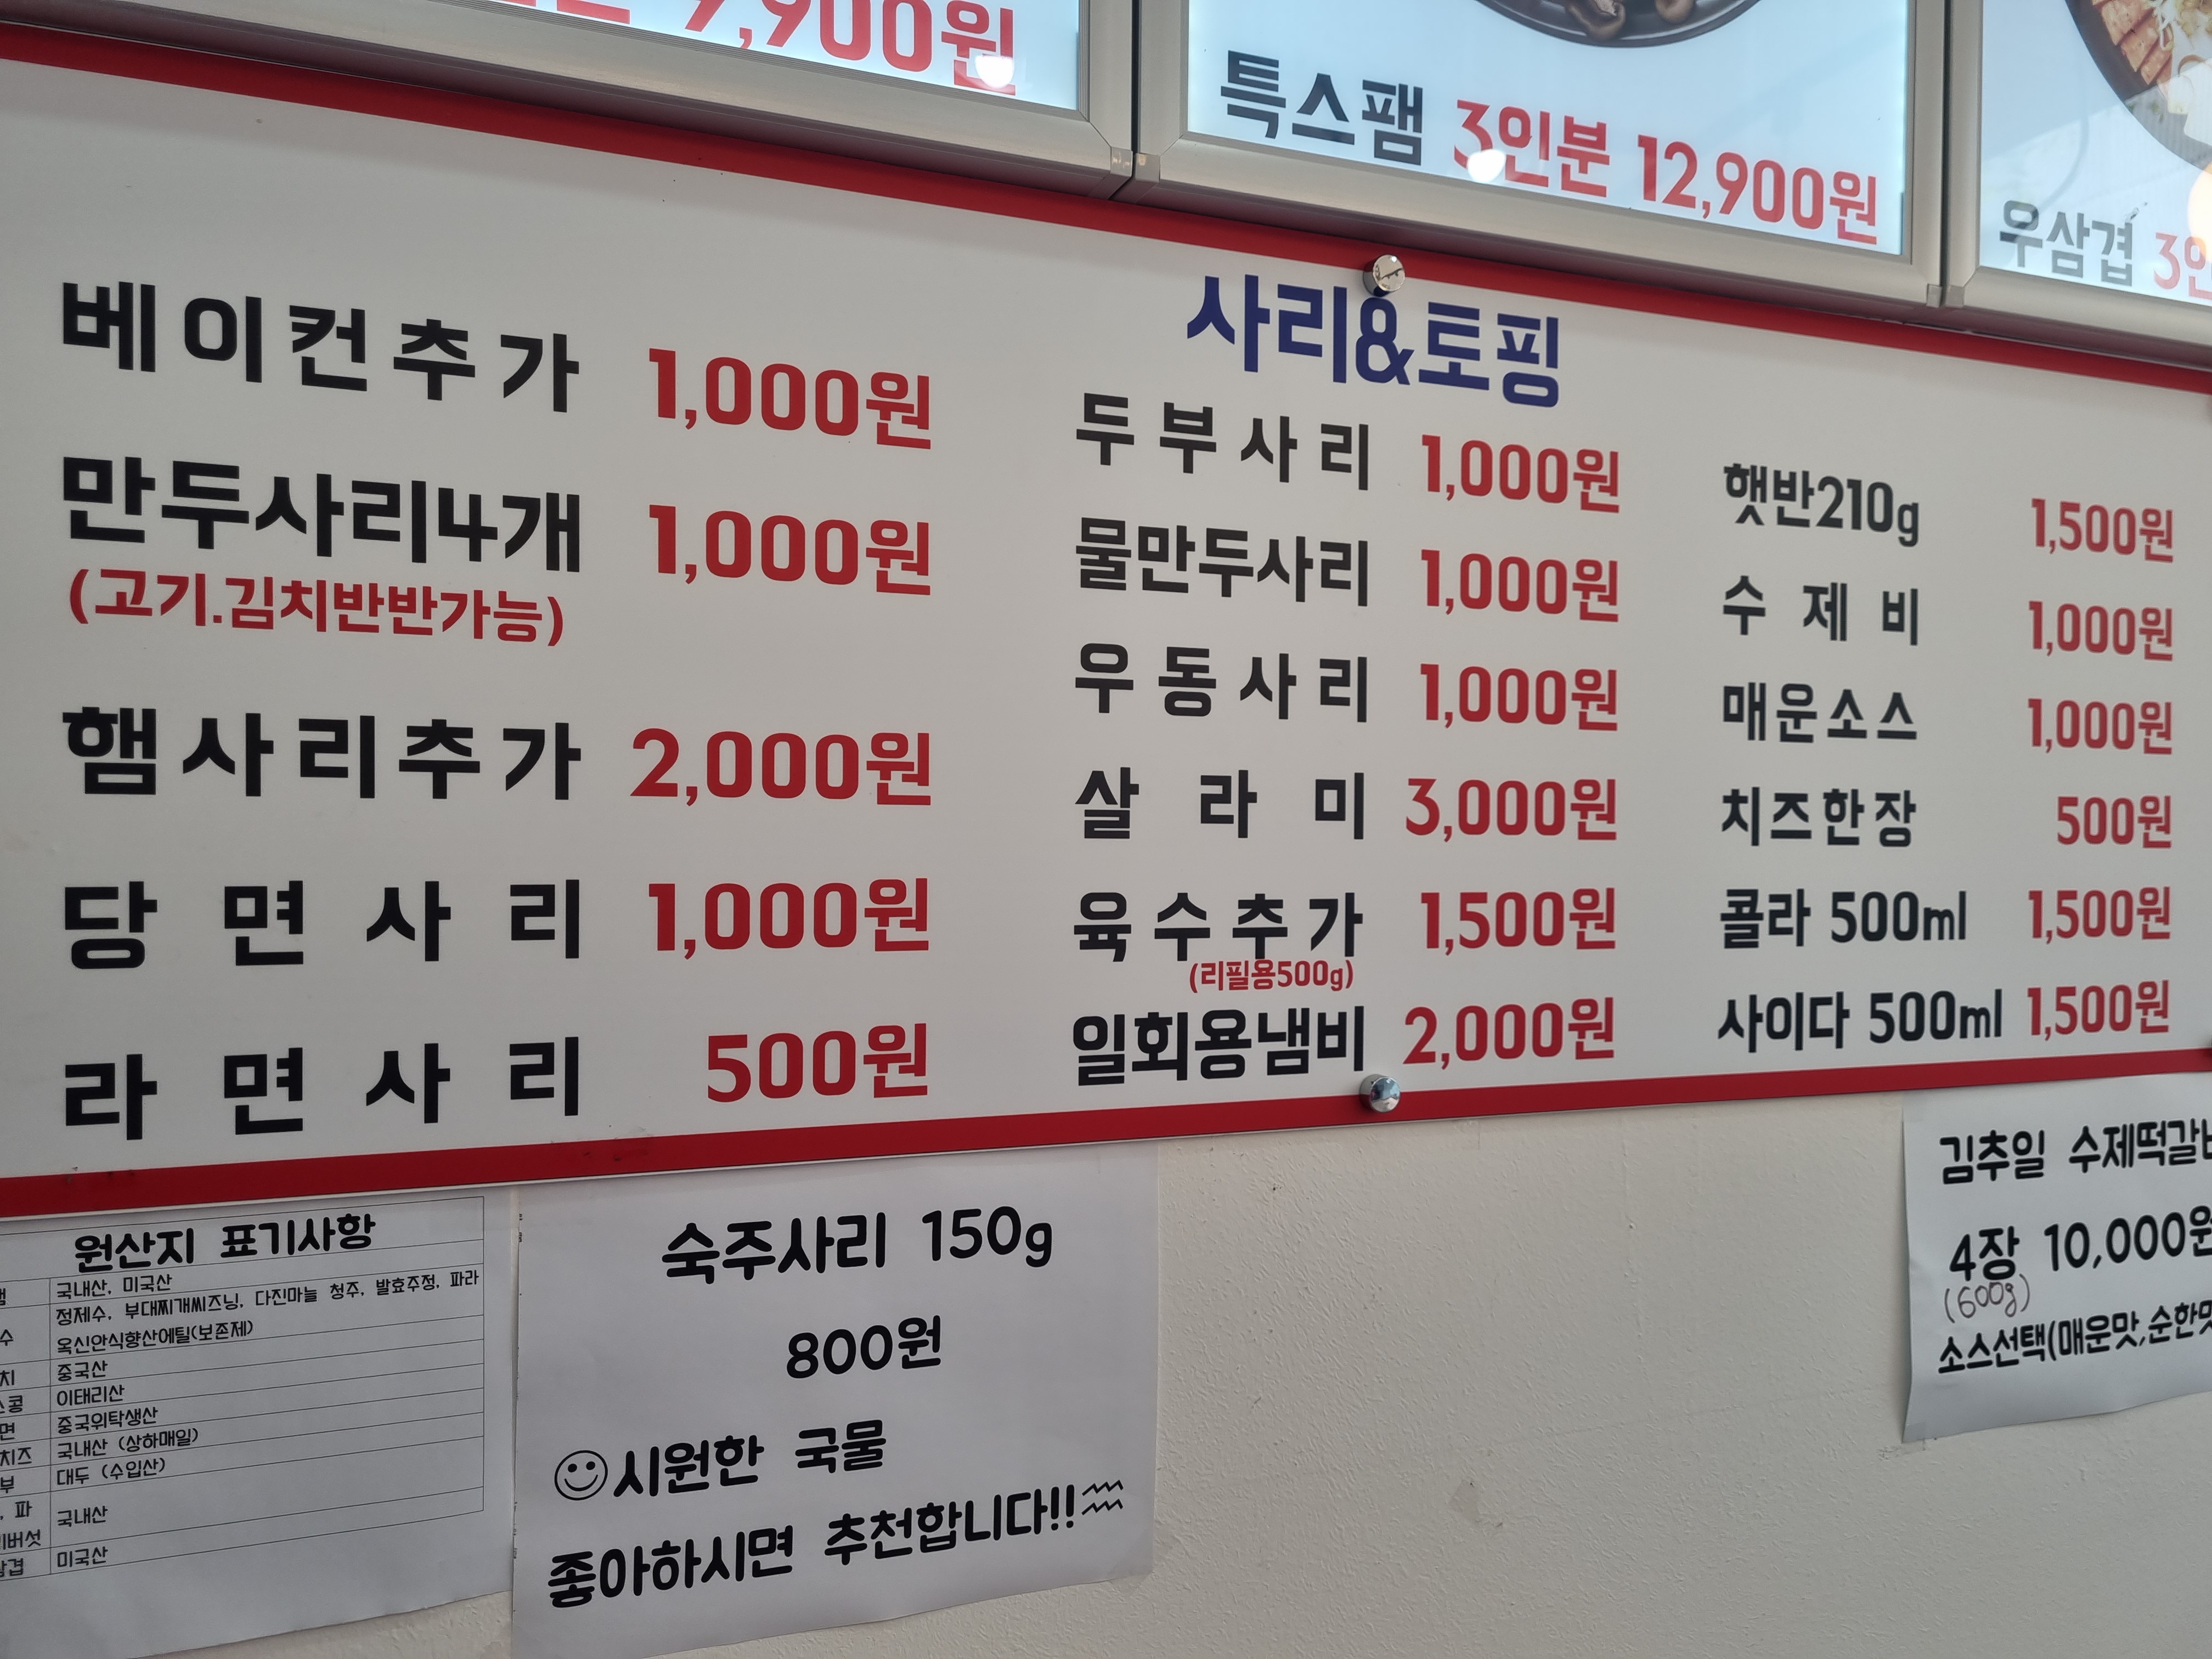 9,900원
특스팸 3인분 12,900원
우삼겹 3인
사리&토핑
베이컨추가 1,000원
만두사리4개 1,000원
(고기.김치반반가능)
햄사리추가 2,000원
당면사리 1,000원
라면사리 500원
두부사리 1,000원
물만두사리 1,000원
우동사리 1,000원
살라미 3,000원
육수추가 1,500원
(리필용500g)
일회용냄비 2,000원
햇반210g 1,500원
수제비 1,000원
매운소스 1,000원
치즈한장 500원
콜라 500ml 1,500원
사이다 500ml 1,500원
원산지 표기사항
국내산, 미국산
수 정제수, 부대찌개씨즈닝, 다진마늘 청주, 발효주정, 파라
옥신안식향산에틸(보존제)
치 중국산
콩 이태리산
면 중국위탁생산
치즈 국내산 (상하매일)
부 대두 (수입산)
, 파
버섯 국내산
겹 미국산
숙주사리 150g
800원
☺시원한 국물
좋아하시면 추천합니다!!
김추일 수제떡갈비
4장 10,000원
(600g)
소스선택(매운맛,순한맛